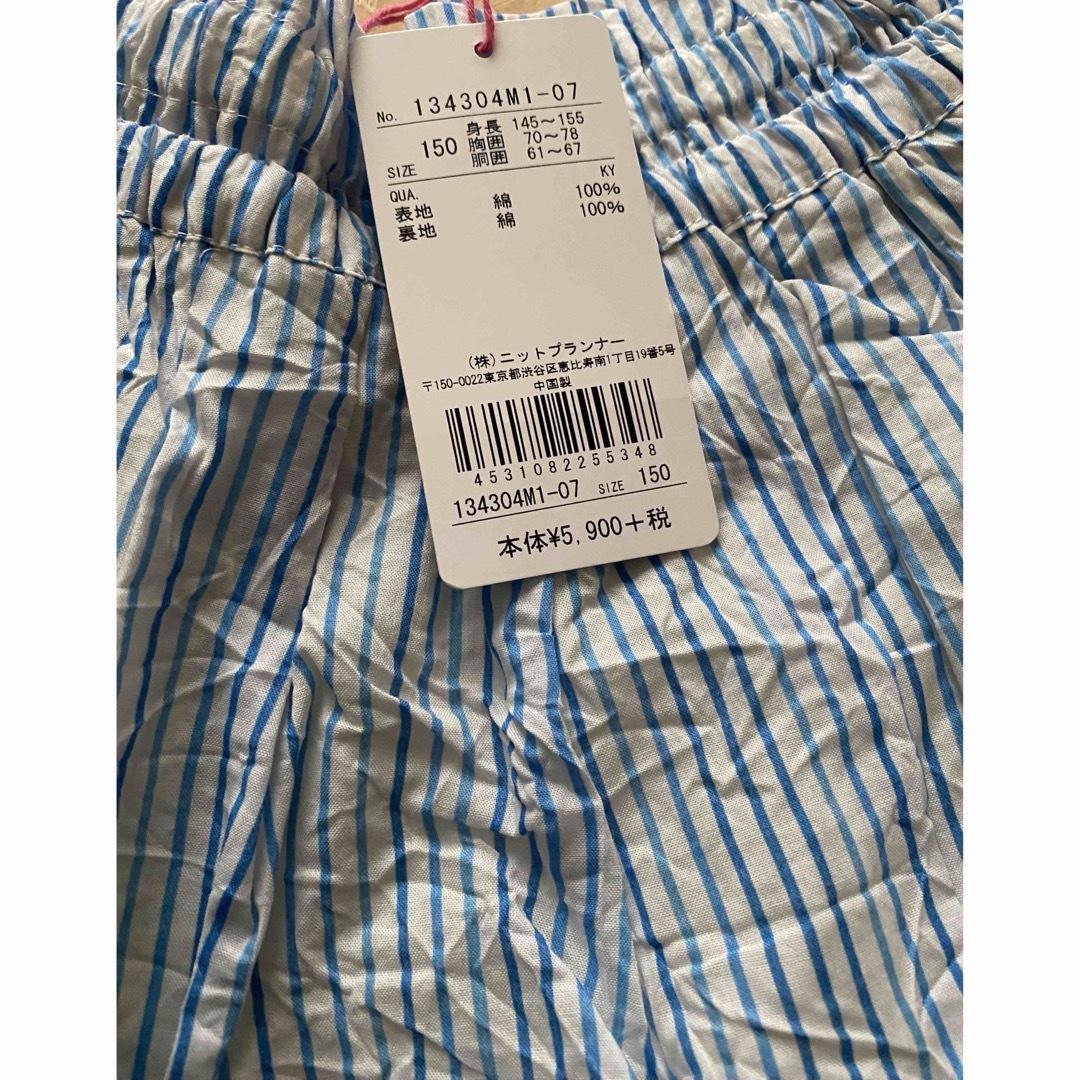 No. 134304M1-07
SIZE 150 身長 145～155
胸囲 70～78
胴囲 61～67
QUA. KY
表地 綿 100%
裏地 綿 100%
(株)ニットプランナー
〒150-0022東京都渋谷区恵比寿南1丁目19番5号
中国製
4531082255348
134304M1-07 SIZE 150
本体¥5,900+税